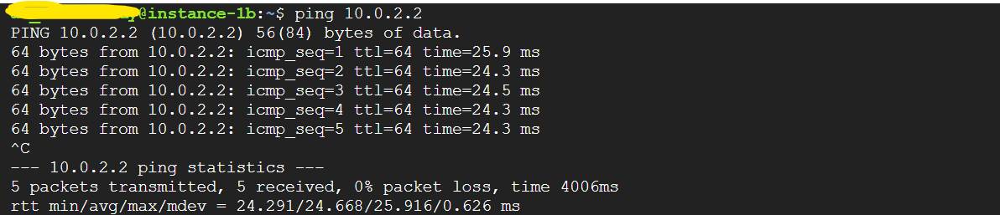 @instance-1b:~$ ping 10.0.2.2
PING 10.0.2.2 (10.0.2.2) 56(84) bytes of data.
64 bytes from 10.0.2.2: icmp_seq=1 ttl=64 time=25.9 ms
64 bytes from 10.0.2.2: icmp_seq=2 ttl=64 time=24.3 ms
64 bytes from 10.0.2.2: icmp_seq=3 ttl=64 time=24.5 ms
64 bytes from 10.0.2.2: icmp_seq=4 ttl=64 time=24.3 ms
64 bytes from 10.0.2.2: icmp_seq=5 ttl=64 time=24.3 ms
^C
--- 10.0.2.2 ping statistics ---
5 packets transmitted, 5 received, 0% packet loss, time 4006ms
rtt min/avg/max/mdev = 24.291/24.668/25.916/0.626 ms